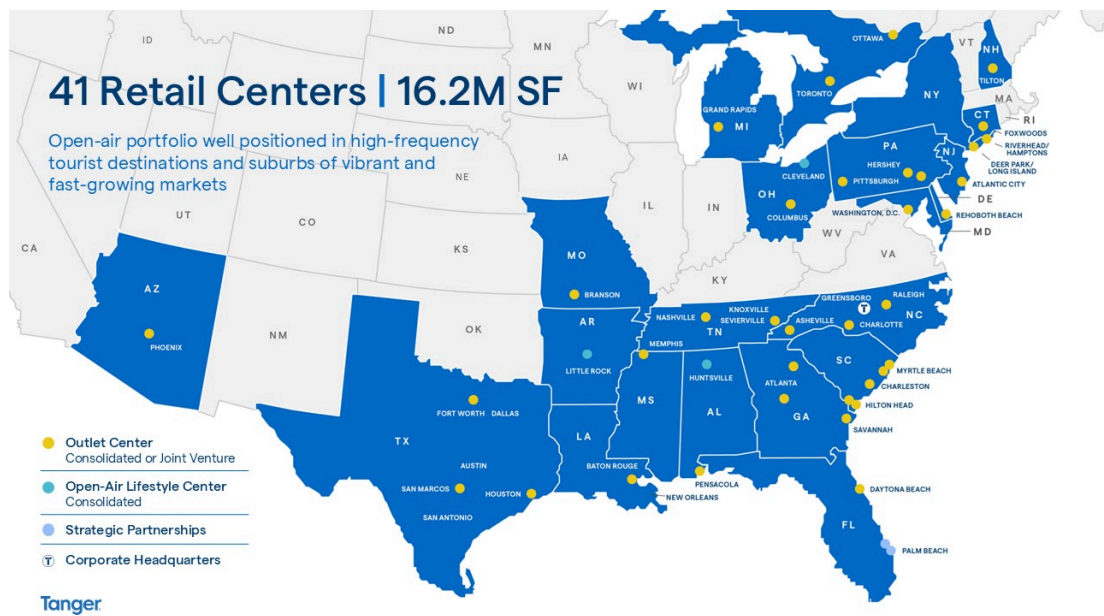 41 Retail Centers | 16.2M SF
Open-air portfolio well positioned in high-frequency
tourist destinations and suburbs of vibrant and
fast-growing markets
ID
ND
MN
WI
IA
NE
UT
CO
CA
KS
IL
IN
KY
WV
VA
NM
OK
VT
MA
RI
DE
MD
OTTAWA
TORONTO
NH
TILTON
NY
CT
FOXWOODS
RIVERHEAD/
HAMPTONS
DEER PARK/
LONG ISLAND
NJ
ATLANTIC CITY
REHOBOTH BEACH
GRAND RAPIDS
MI
PA
HERSHEY
PITTSBURGH
CLEVELAND
OH
COLUMBUS
WASHINGTON, D.C.
MO
BRANSON
AZ
PHOENIX
AR
LITTLE ROCK
NASHVILLE
KNOXVILLE
SEVIERVILLE
TN
MEMPHIS
GREENSBORO
T
RALEIGH
NC
ASHEVILLE
CHARLOTTE
SC
MYRTLE BEACH
CHARLESTON
HILTON HEAD
SAVANNAH
HUNTSVILLE
ATLANTA
MS
AL
GA
FORT WORTH
DALLAS
TX
LA
AUSTIN
SAN MARCOS
HOUSTON
SAN ANTONIO
BATON ROUGE
NEW ORLEANS
PENSACOLA
DAYTONA BEACH
FL
PALM BEACH
Outlet Center
Consolidated or Joint Venture
Open-Air Lifestyle Center
Consolidated
Strategic Partnerships
T Corporate Headquarters
Tanger